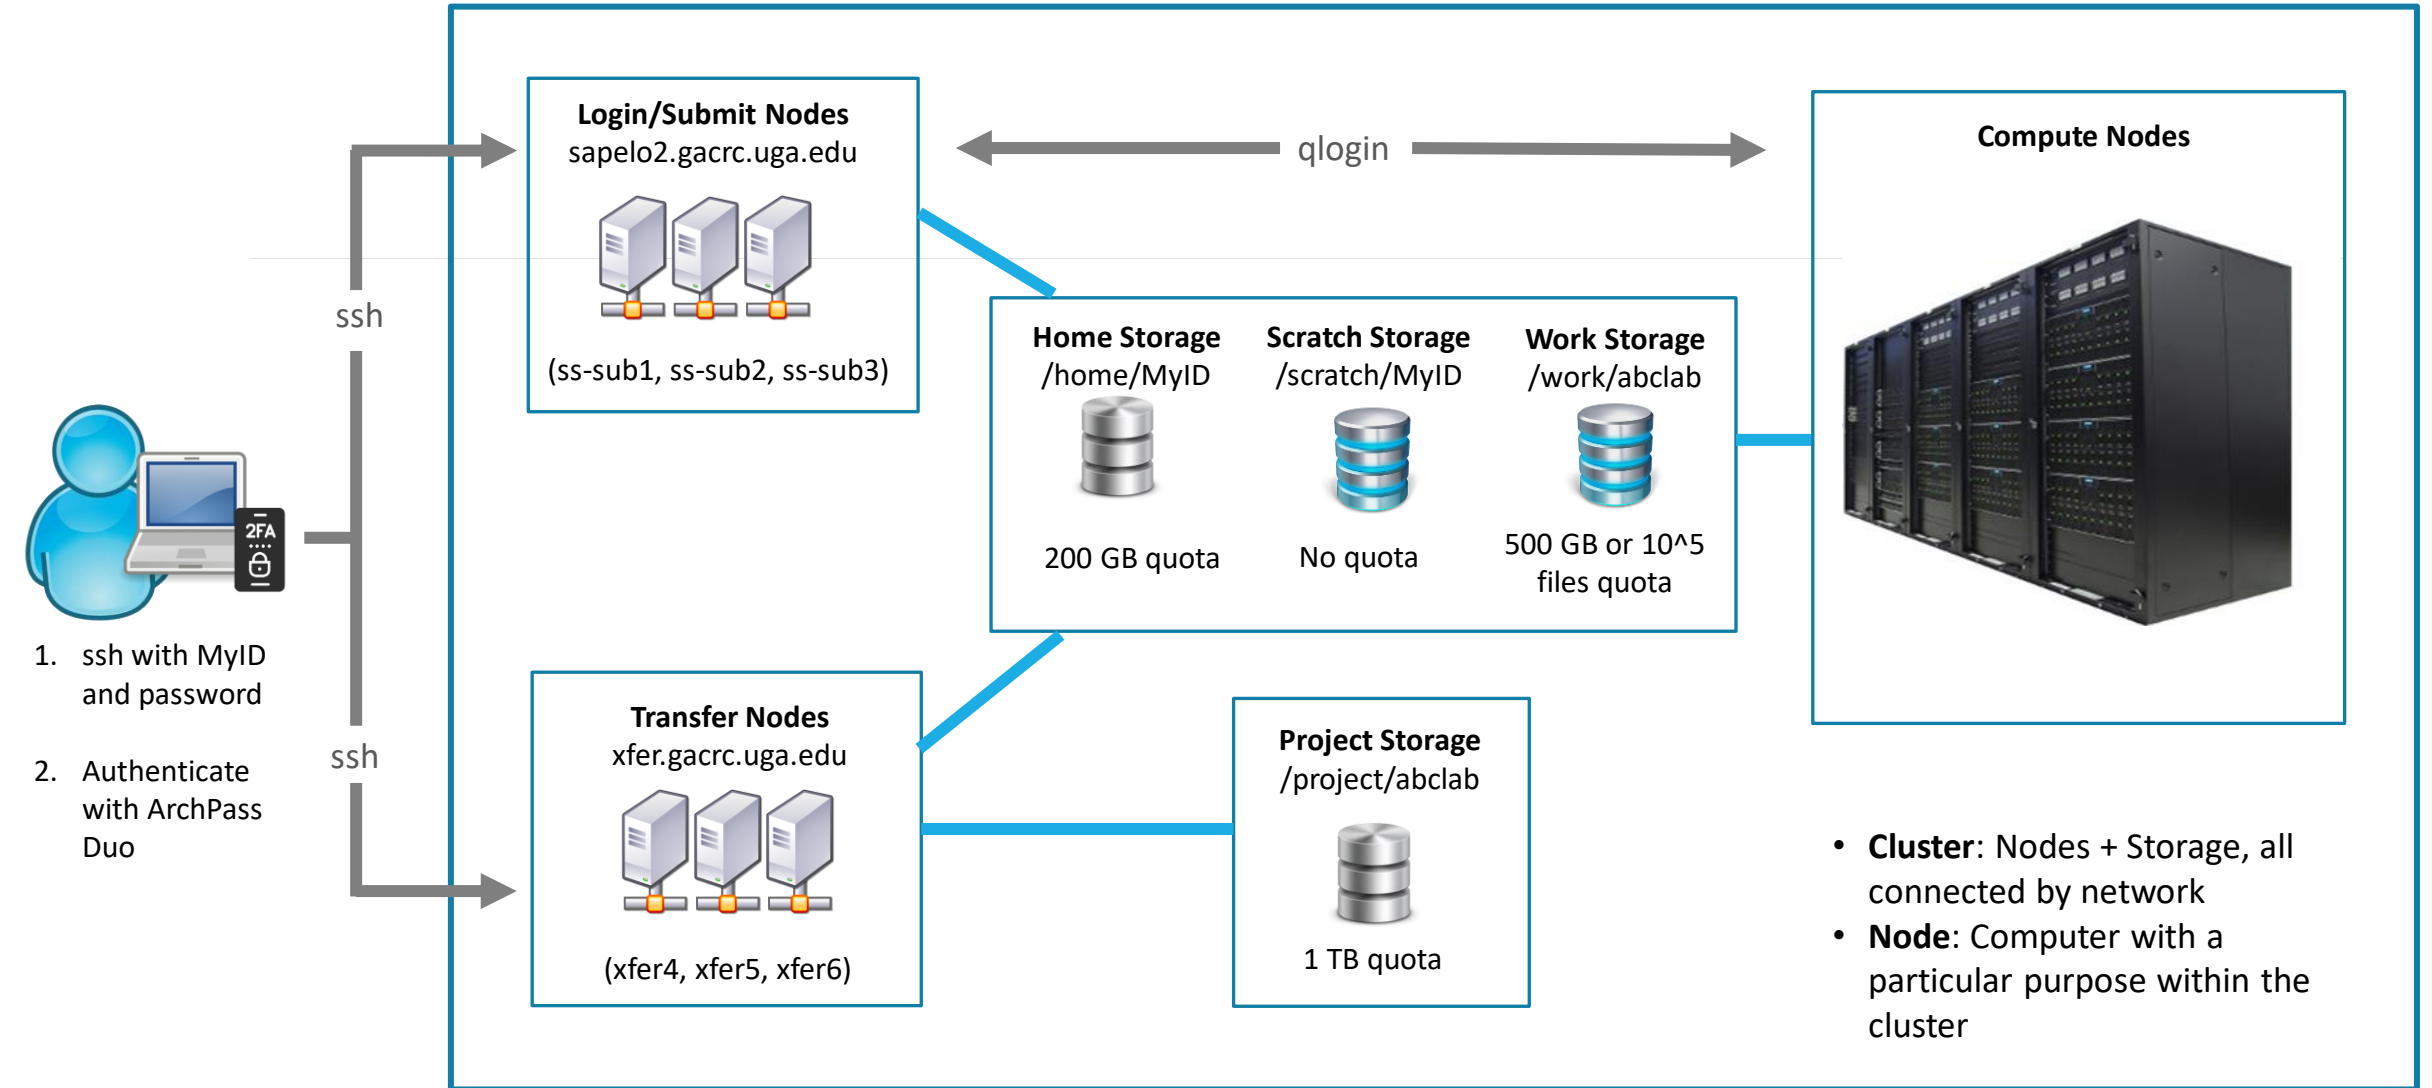 Login/Submit Nodes
sapelo2.gacrc.uga.edu
(ss-sub1, ss-sub2, ss-sub3)
qlogin
Compute Nodes
ssh
Home Storage
/home/MyID
200 GB quota
Scratch Storage
/scratch/MyID
No quota
Work Storage
/work/abclab
500 GB or 10^5
files quota
2FA
1. ssh with MyID
and password
2. Authenticate
with ArchPass
Duo
ssh
Transfer Nodes
xfer.gacrc.uga.edu
(xfer4, xfer5, xfer6)
Project Storage
/project/abclab
1 TB quota
• Cluster: Nodes + Storage, all
connected by network
• Node: Computer with a
particular purpose within the
cluster